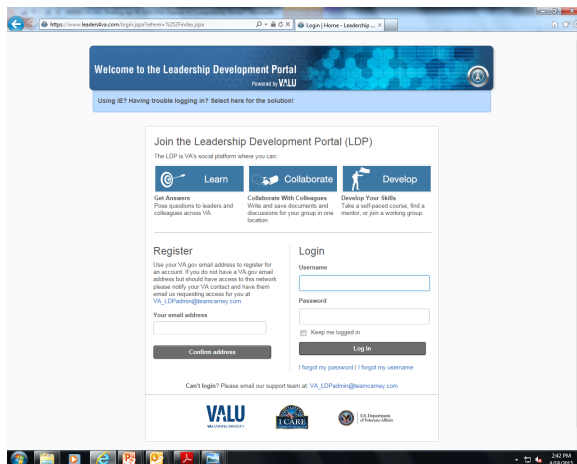 https://www.leaders4va.com/login.jspa?referer=%252Findex.jspa
Login | Home - Leadership ...
Welcome to the Leadership Development Portal
Powered by VALU
Using IE? Having trouble logging in? Select here for the solution!
Join the Leadership Development Portal (LDP)
The LDP is VA's social platform where you can:
Learn
Collaborate
Develop
Get Answers
Pose questions to leaders and
colleagues across VA.
Collaborate With Colleagues
Write and save
documents and
discussions for your group in one
location.
Develop Your Skills
Take a self-paced course, find a
mentor, or join a working group.
Register
Use your VA.gov email address to register for
an account. If you do not have a VA.gov email
address but should have access to this network
please notify your VA contact and have them
email us requesting access for you at
VA_LDPadmin@teamcarney.com
Your email address
Confirm address
Login
Username
Password
Keep me logged in
Log in
I forgot my password | I forgot my username
Can't login? Please email our support team at: VA_LDPadmin@teamcarney.com
VALU
VA LEARNING UNIVERSITY
I CARE
U.S. Department
of Veterans Affairs
2:42 PM
4/16/2015